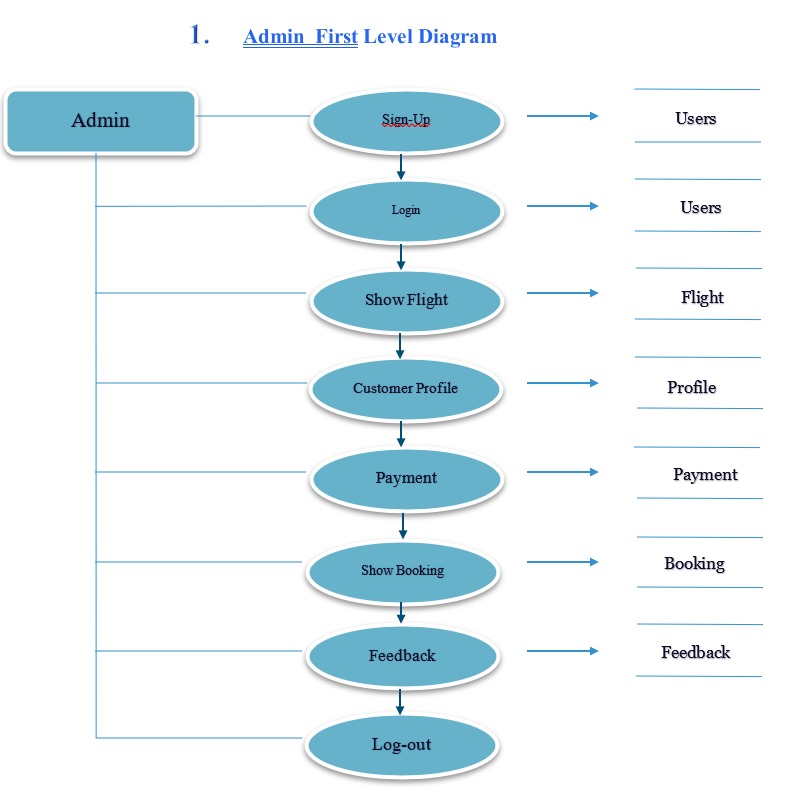 1. Admin First Level Diagram
Admin
Sign-Up
Users
Login
Users
Show Flight
Flight
Customer Profile
Profile
Payment
Payment
Show Booking
Booking
Feedback
Feedback
Log-out